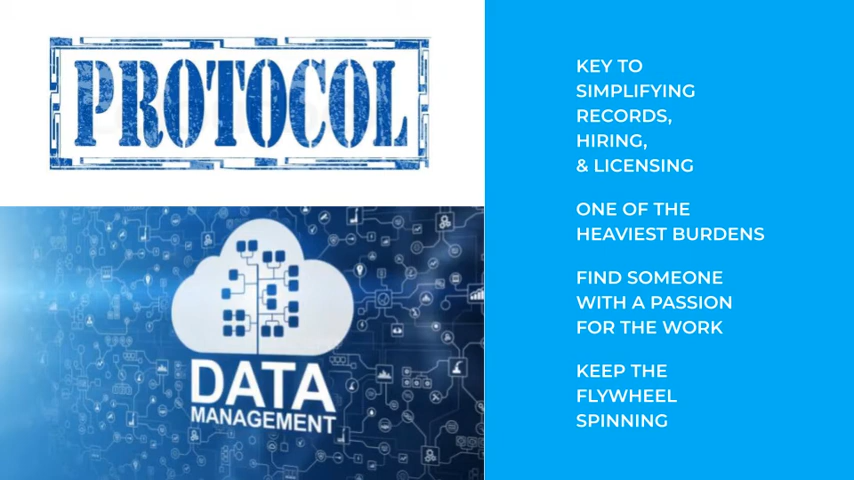 PROTOCOL
DATA
MANAGEMENT
KEY TO
SIMPLIFYING
RECORDS,
HIRING,
& LICENSING
ONE OF THE
HEAVIEST BURDENS
FIND SOMEONE
WITH A PASSION
FOR THE WORK
KEEP THE
FLYWHEEL
SPINNING